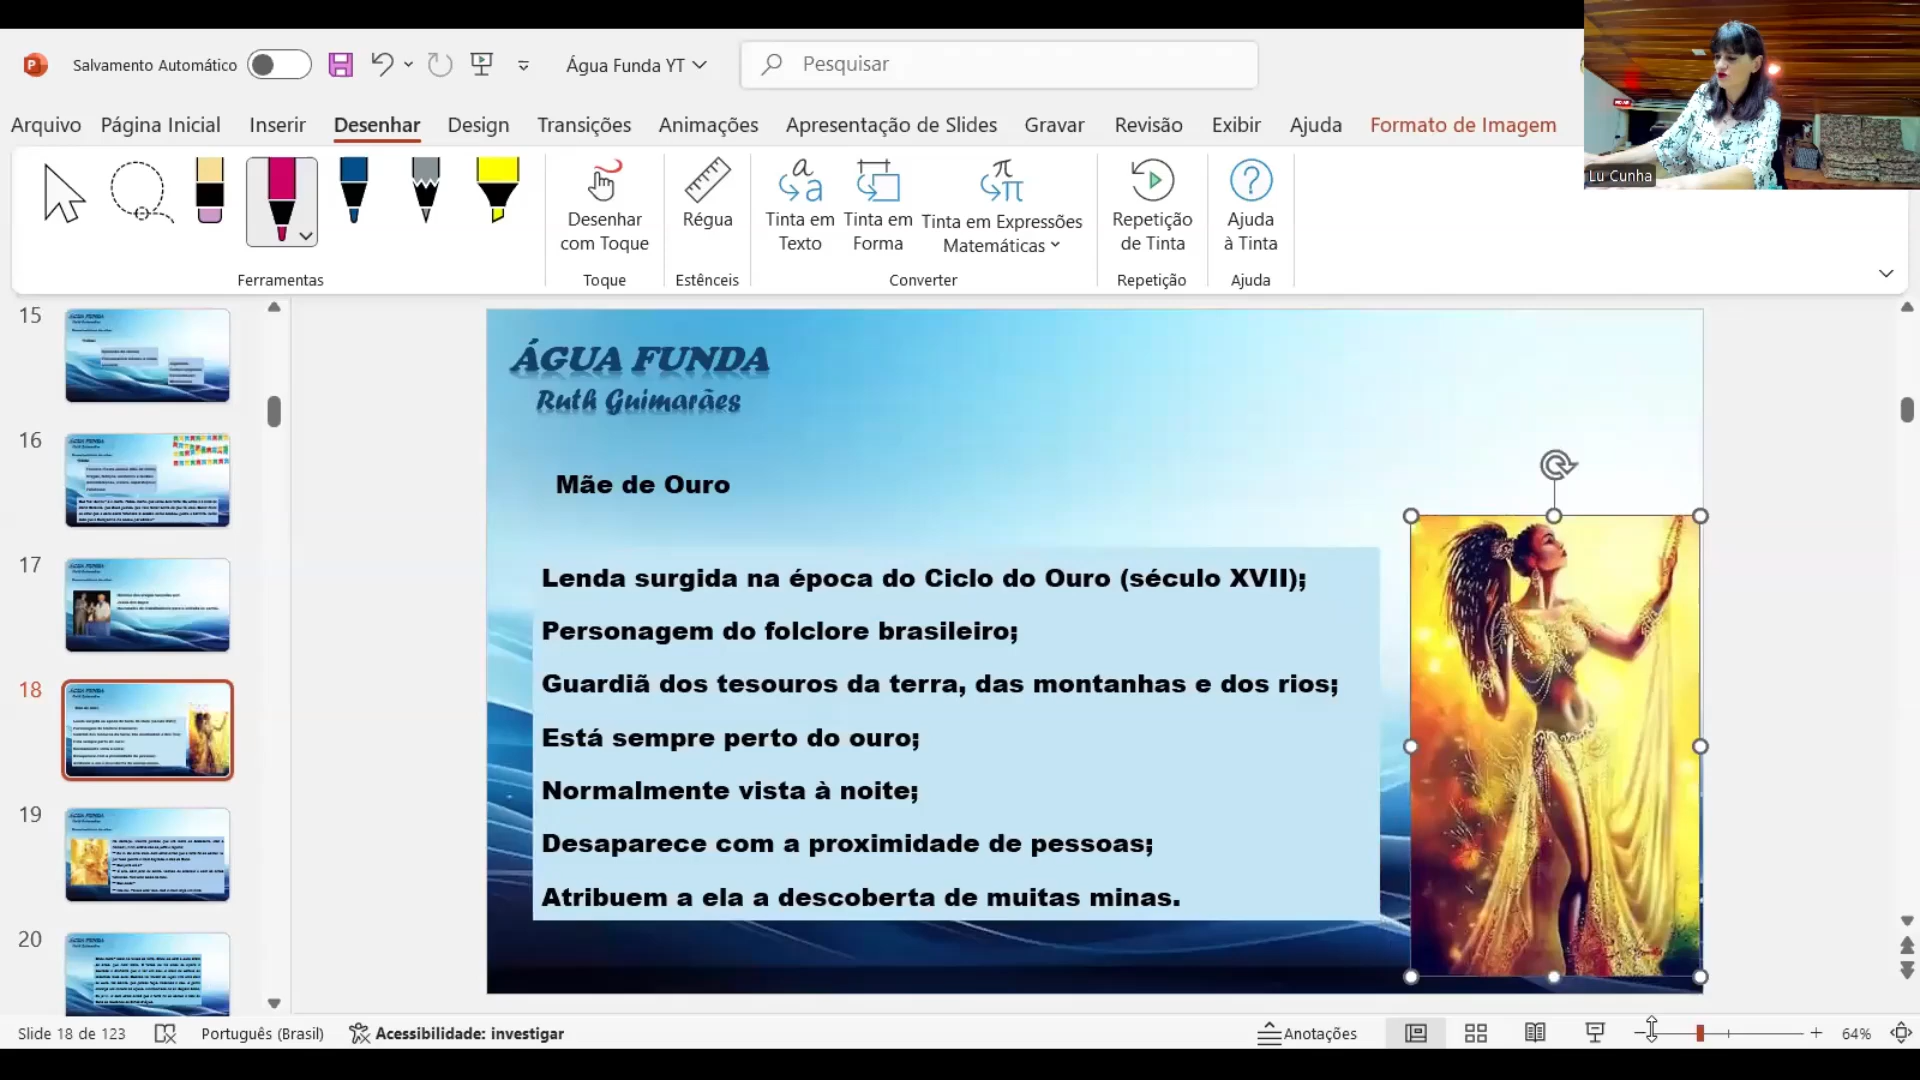 Salvamento Automático
Água Funda YT
Pesquisar
Arquivo Página Inicial Inserir Desenhar Design Transições Animações Apresentação de Slides Gravar Revisão Exibir Ajuda Formato de Imagem
Lu Cunha
Desenhar com Toque
Régua
Tinta em Texto
Tinta em Forma
Tinta em Expressões Matemáticas
Repetição de Tinta
Ajuda à Tinta
Ferramentas
Toque
Estênceis
Converter
Repetição
Ajuda
15
16
17
18
19
20
ÁGUA FUNDA
Ruth Guimarães
Mãe de Ouro
Lenda surgida na época do Ciclo do Ouro (século XVII);
Personagem do folclore brasileiro;
Guardiã dos tesouros da terra, das montanhas e dos rios;
Está sempre perto do ouro;
Normalmente vista à noite;
Desaparece com a proximidade de pessoas;
Atribuem a ela a descoberta de muitas minas.
Slide 18 de 123
Português (Brasil)
Acessibilidade: investigar
Anotações
64%